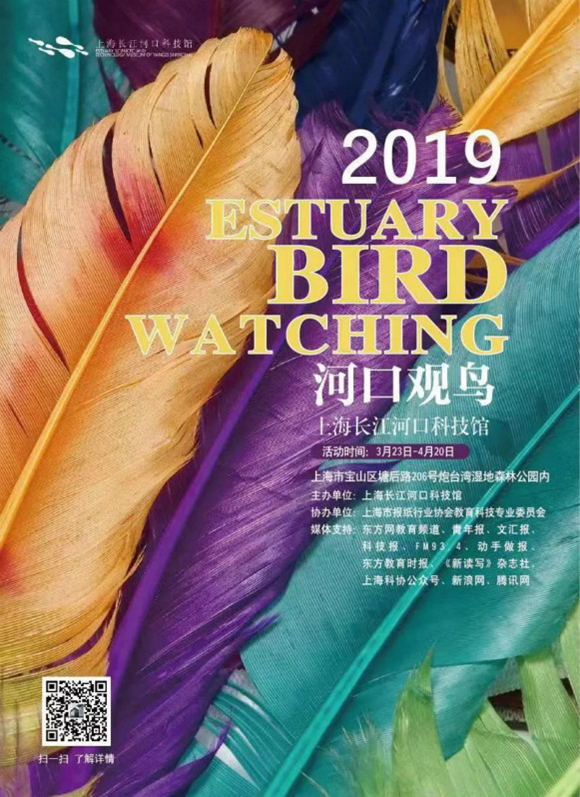 上海长江河口科技馆
ESTUARY SCIENCE AND
TECHNOLOGY MUSEUM OF YANGZI SHANGHAI
2019
ESTUARY
BIRD
WATCHING
河口观鸟
上海长江河口科技馆
活动时间：3月23日-4月20日
上海市宝山区塘后路206号炮台湾湿地森林公园内
主办单位：上海长江河口科技馆
协办单位：上海市报纸行业协会教育科技专业委员会
媒体支持：东方网教育频道、青年报、文汇报、
科技报、FM93.4、动手做报、
东方教育时报、《新读写》杂志社、
上海科协公众号、新浪网、腾讯网
扫一扫 了解详情